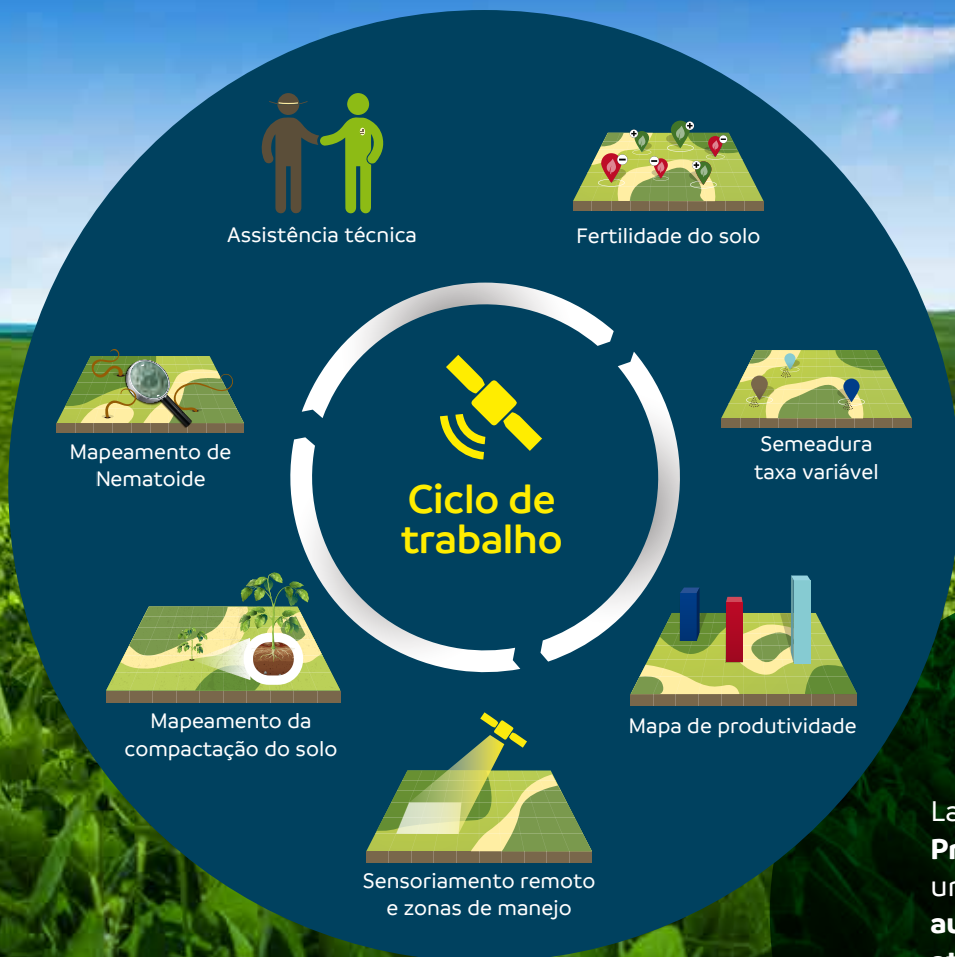 Assistência técnica
Fertilidade do solo
Mapeamento de
Nematoide
Semeadura
taxa variável
Ciclo de
trabalho
Mapeamento da
compactação do solo
Mapa de produtividade
Sensoriamento remoto
e zonas de manejo